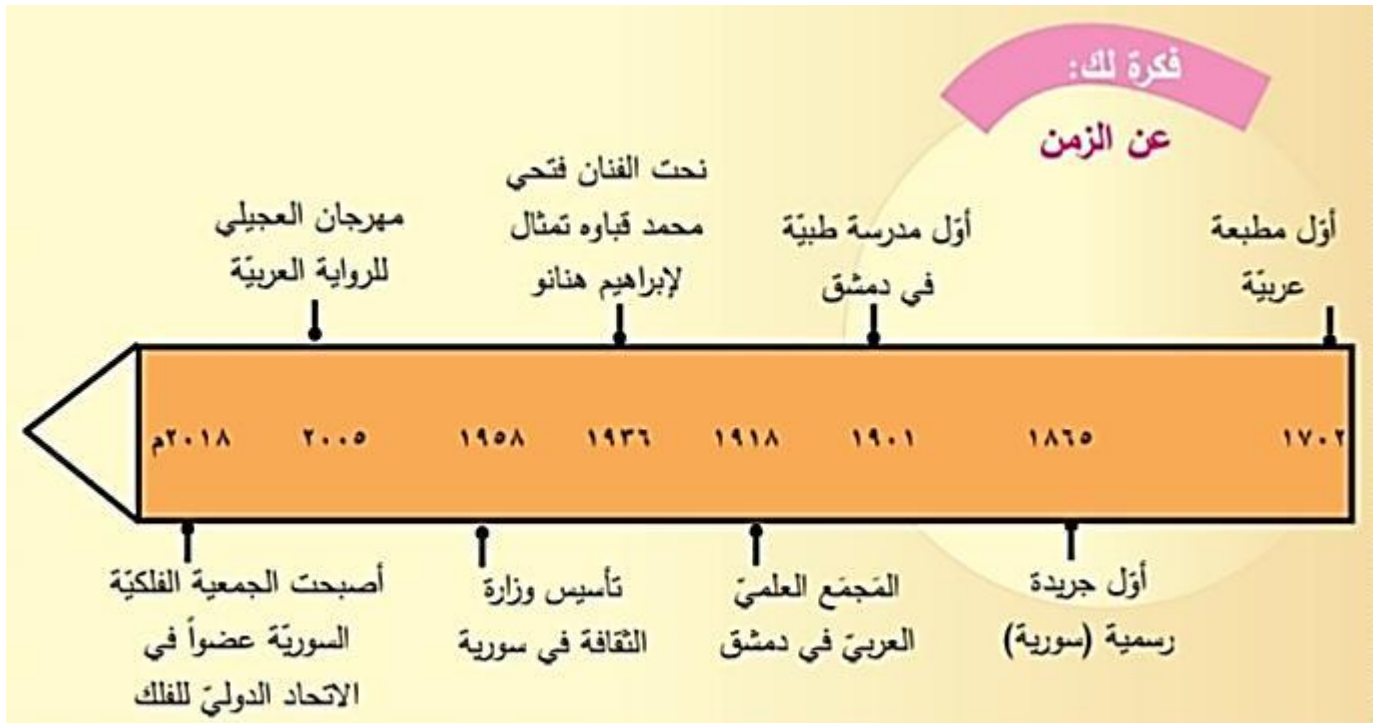 فكرة لك:
عن الزمن
أوّل مطبعة
عربيّة
أوّل مدرسة طبيّة
في دمشق
نحت الفنان فتحي
محمد قباوه تمثال
لإبراهيم هنانو
مهرجان العجيلي
للرواية العربيّة
١٧٠٢
١٨٦٥
١٩٠١
١٩١٨
١٩٣٦
١٩٥٨
٢٠٠٥
٢٠١٨م
أوّل جريدة
رسمية (سورية)
المَجمَع العلميّ
العربيّ في دمشق
تأسيس وزارة
الثقافة في سورية
أصبحت الجمعية الفلكيّة
السوريّة عضواً في
الاتحاد الدوليّ للفلك